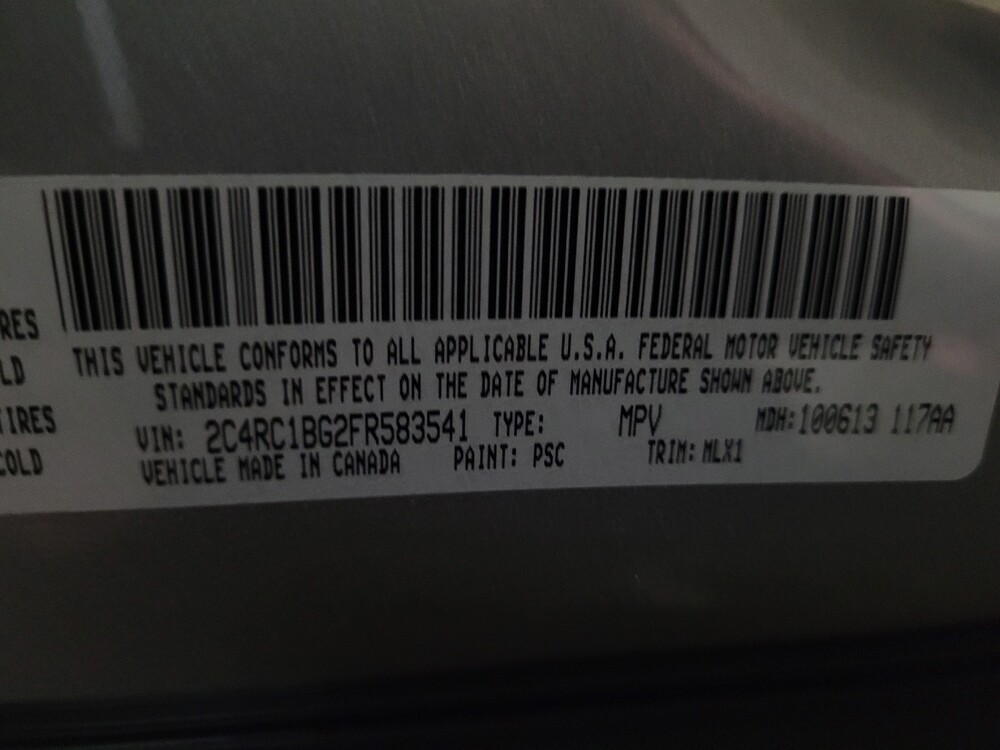 RES
LD
TIRES
COLD
THIS VEHICLE CONFORMS TO ALL APPLICABLE U.S.A. FEDERAL MOTOR VEHICLE SAFETY
STANDARDS IN EFFECT ON THE DATE OF MANUFACTURE SHOWN ABOVE.
VIN: 2C4RC1BG2FR583541 TYPE: MPV MDH:100613 117AA
VEHICLE MADE IN CANADA PAINT: PSC TRIM: MLX1